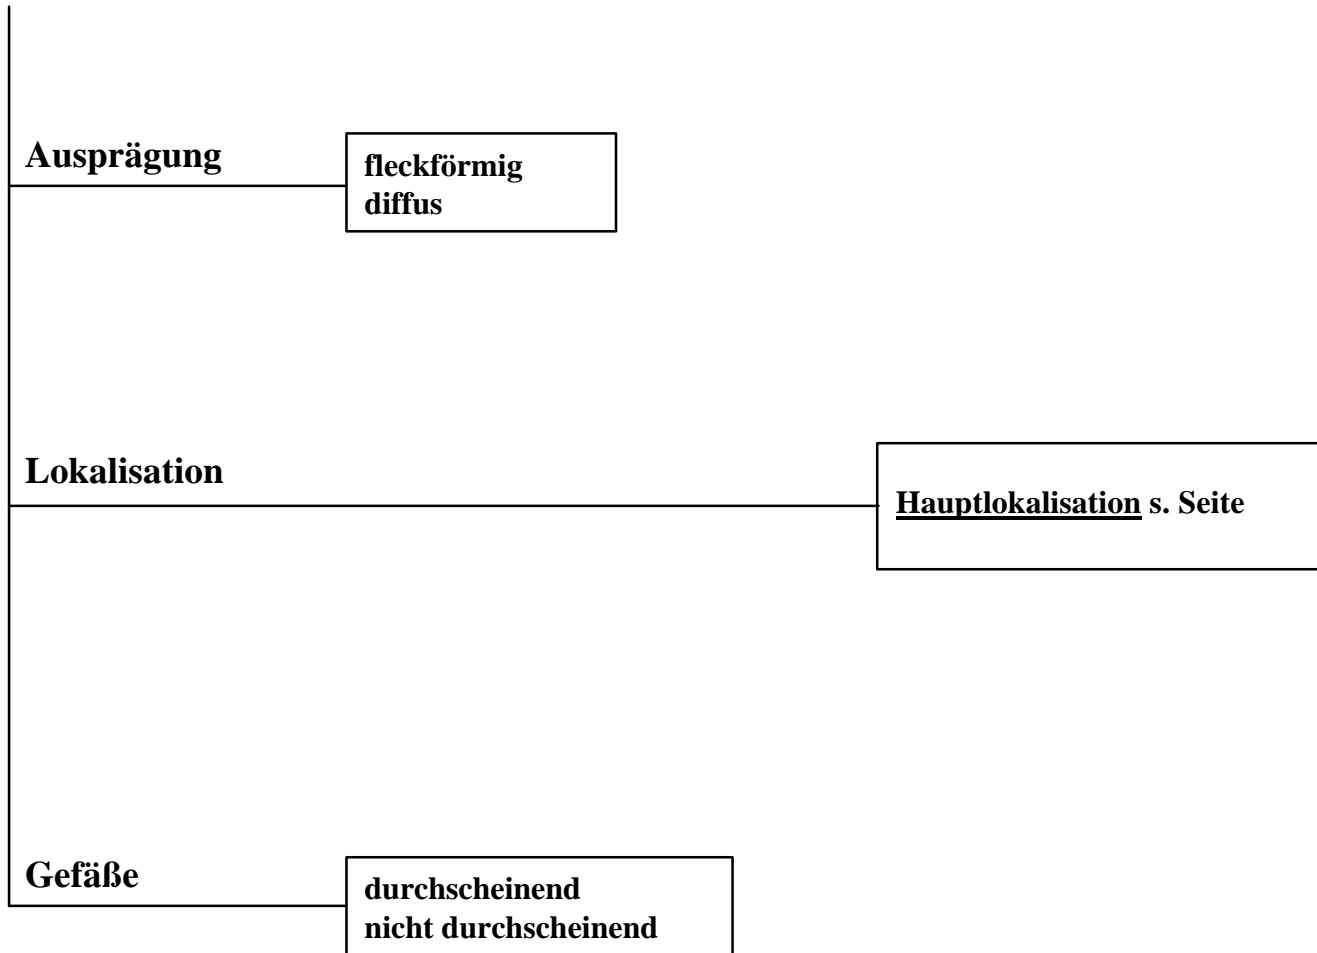 Ausprägung
fleckförmig
diffus
Lokalisation
Hauptlokalisation s. Seite
Gefäße
durchscheinend
nicht durchscheinend